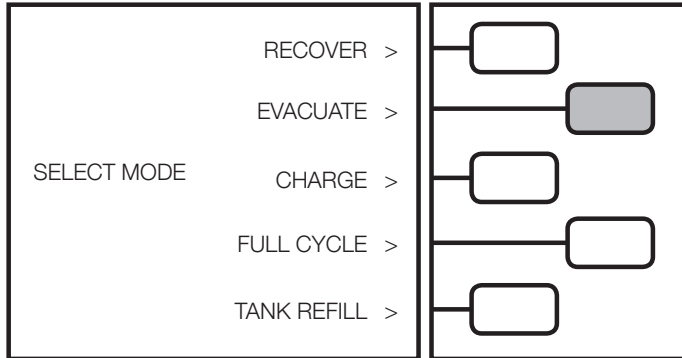 RECOVER >
EVACUATE >
SELECT MODE
CHARGE >
FULL CYCLE >
TANK REFILL >